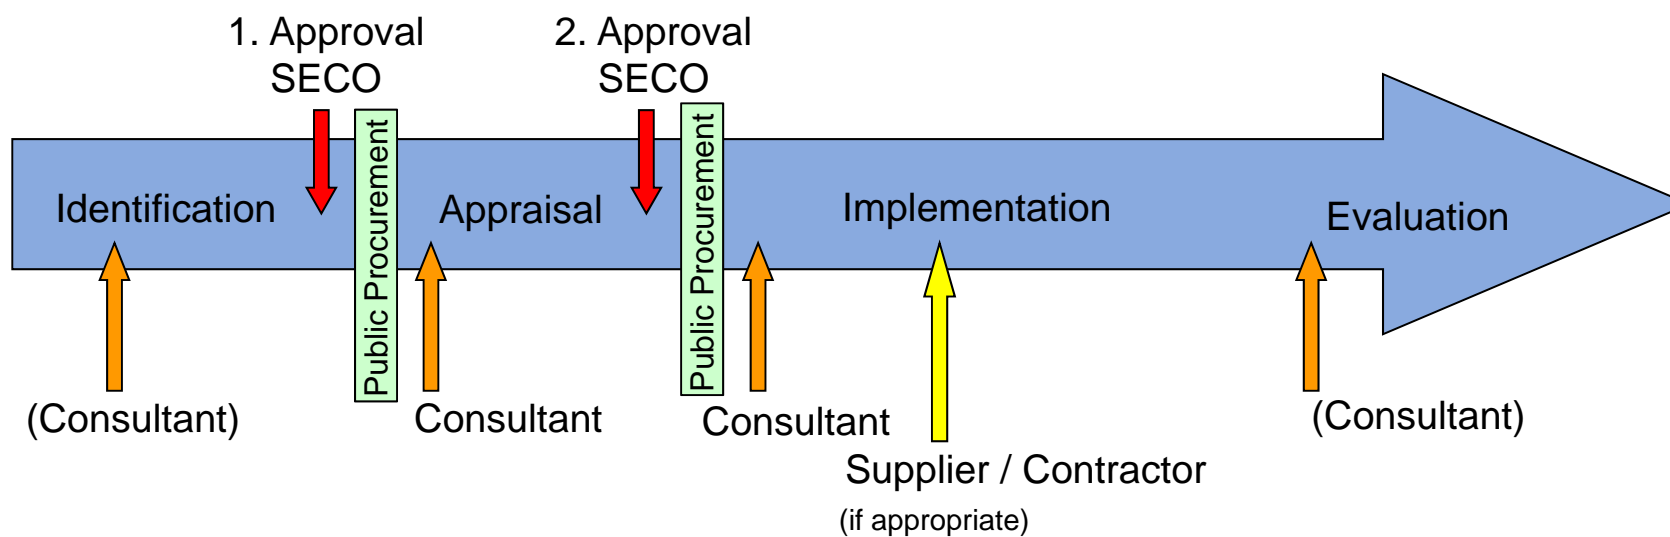 1. Approval
SECO
2. Approval
SECO
Identification
Public Procurement
Appraisal
Public Procurement
Implementation
Evaluation
(Consultant)
Consultant
Consultant
(Consultant)
Supplier / Contractor
(if appropriate)